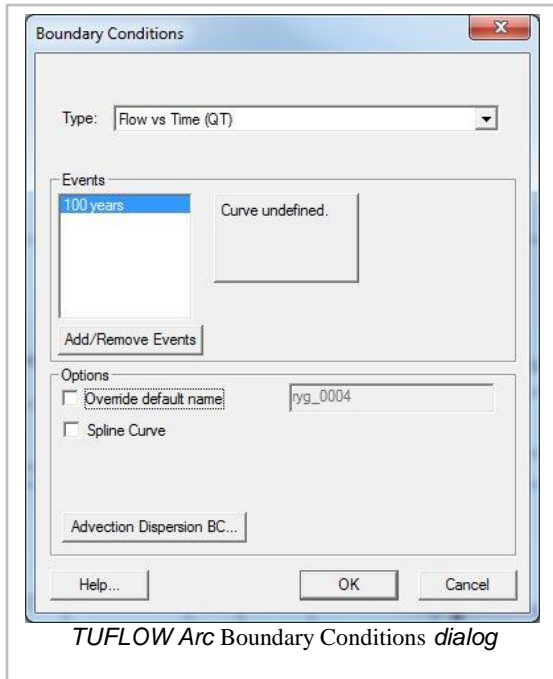 Boundary Conditions
Type: Flow vs Time (QT)
Events
100 years
Curve undefined.
Add/Remove Events
Options
Override default name
ryg_0004
Spline Curve
Advection Dispersion BC...
Help...
OK
Cancel
TUFLOW Arc Boundary Conditions dialog